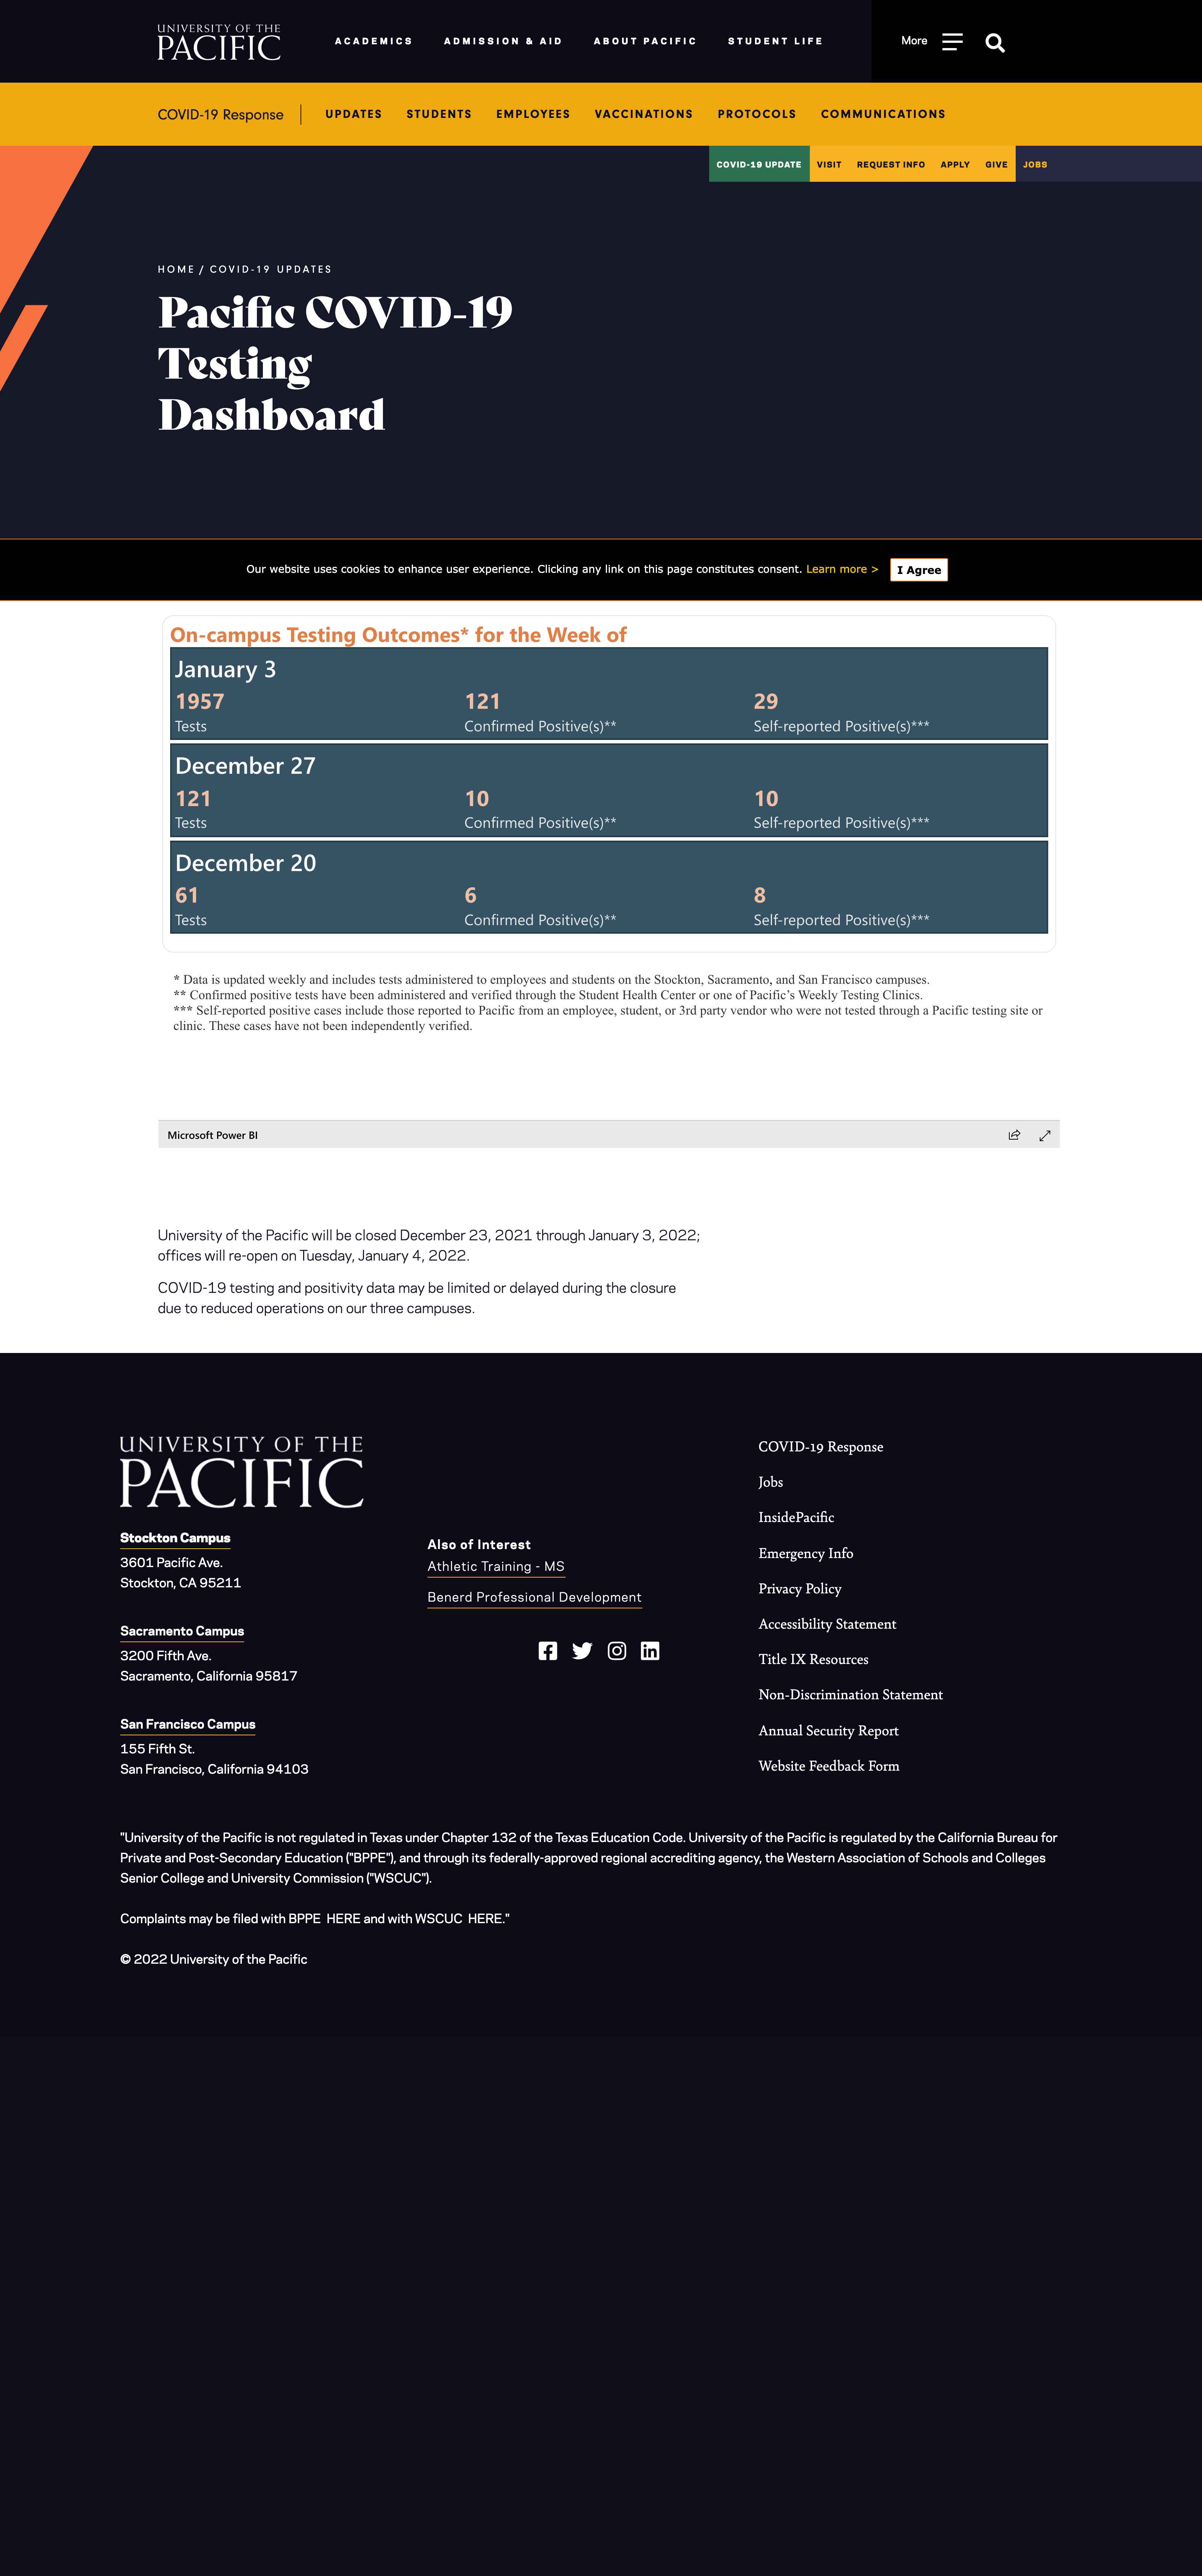 UNIVERSITY OF THE
PACIFIC
ACADEMICS
ADMISSION & AID
ABOUT PACIFIC
STUDENT LIFE
More
COVID-19 Response
UPDATES
STUDENTS
EMPLOYEES
VACCINATIONS
PROTOCOLS
COMMUNICATIONS
COVID-19 UPDATE
VISIT
REQUEST INFO
APPLY
GIVE
JOBS
HOME / COVID-19 UPDATES
Pacific COVID-19
Testing
Dashboard
Our website uses cookies to enhance user experience. Clicking any link on this page constitutes consent. Learn more >
I Agree
On-campus Testing Outcomes* for the Week of
January 3
1957 121 29
Tests Confirmed Positive(s)** Self-reported Positive(s)***
December 27
121 10 10
Tests Confirmed Positive(s)** Self-reported Positive(s)***
December 20
61 6 8
Tests Confirmed Positive(s)** Self-reported Positive(s)***
* Data is updated weekly and includes tests administered to employees and students on the Stockton, Sacramento, and San Francisco campuses.
** Confirmed positive tests have been administered and verified through the Student Health Center or one of Pacific’s Weekly Testing Clinics.
*** Self-reported positive cases include those reported to Pacific from an employee, student, or 3rd party vendor who were not tested through a Pacific testing site or
clinic. These cases have not been independently verified.
Microsoft Power BI
University of the Pacific will be closed December 23, 2021 through January 3, 2022;
offices will re-open on Tuesday, January 4, 2022.
COVID-19 testing and positivity data may be limited or delayed during the closure
due to reduced operations on our three campuses.
UNIVERSITY OF THE
PACIFIC
Stockton Campus
3601 Pacific Ave.
Stockton, CA 95211
Sacramento Campus
3200 Fifth Ave.
Sacramento, California 95817
San Francisco Campus
155 Fifth St.
San Francisco, California 94103
Also of Interest
Athletic Training - MS
Benerd Professional Development
COVID-19 Response
Jobs
InsidePacific
Emergency Info
Privacy Policy
Accessibility Statement
Title IX Resources
Non-Discrimination Statement
Annual Security Report
Website Feedback Form
"University of the Pacific is not regulated in Texas under Chapter 132 of the Texas Education Code. University of the Pacific is regulated by the California Bureau for
Private and Post-Secondary Education ("BPPE"), and through its federally-approved regional accrediting agency, the Western Association of Schools and Colleges
Senior College and University Commission ("WSCUC").
Complaints may be filed with BPPE HERE and with WSCUC HERE."
© 2022 University of the Pacific